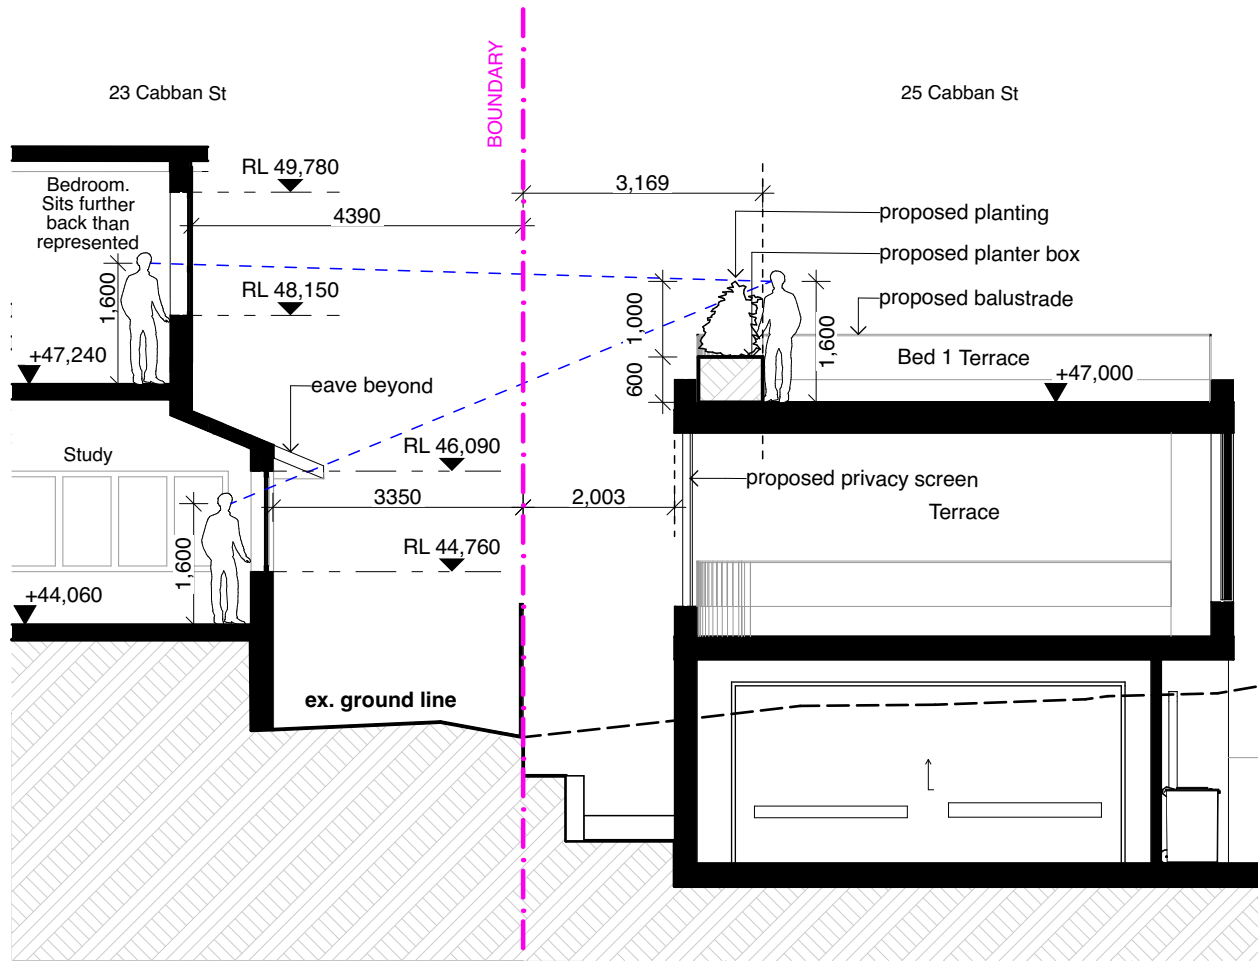 23 Cabban St
BOUNDARY
25 Cabban St
RL 49,780
Bedroom.
Sits further
back than
represented
4390
3,169
proposed planting
proposed planter box
proposed balustrade
RL 48,150
1,600
1,000
1,600
+47,240
600
Bed 1 Terrace
+47,000
eave beyond
Study
RL 46,090
proposed privacy screen
3350
2,003
Terrace
RL 44,760
1,600
+44,060
ex. ground line